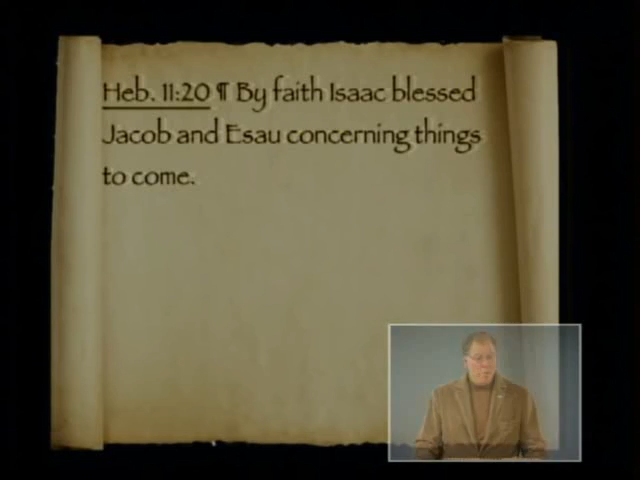 Heb. 11:20 ¶ By faith Isaac blessed
Jacob and Esau concerning things
to come.